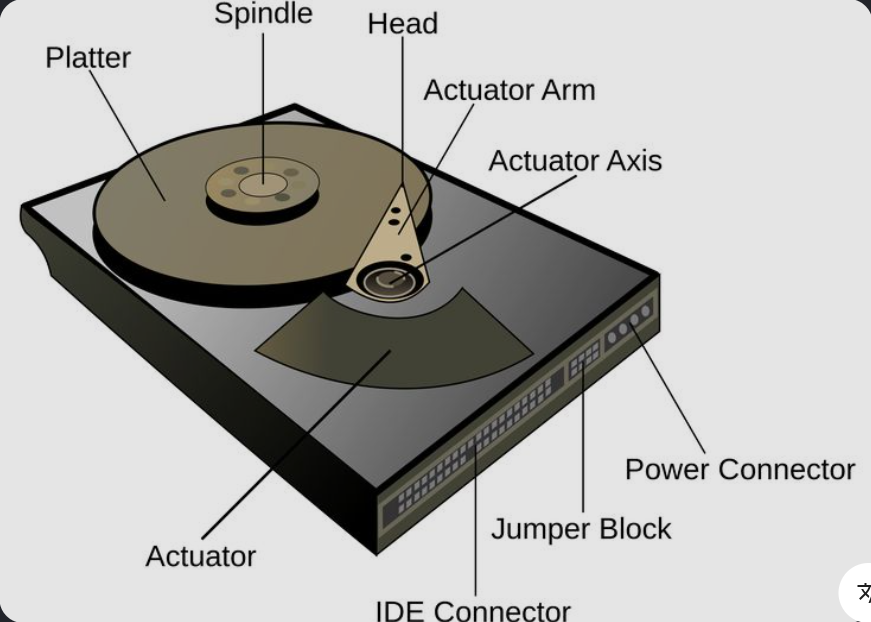 Spindle
Head
Platter
Actuator Arm
Actuator Axis
Power Connector
Jumper Block
Actuator
IDE Connector